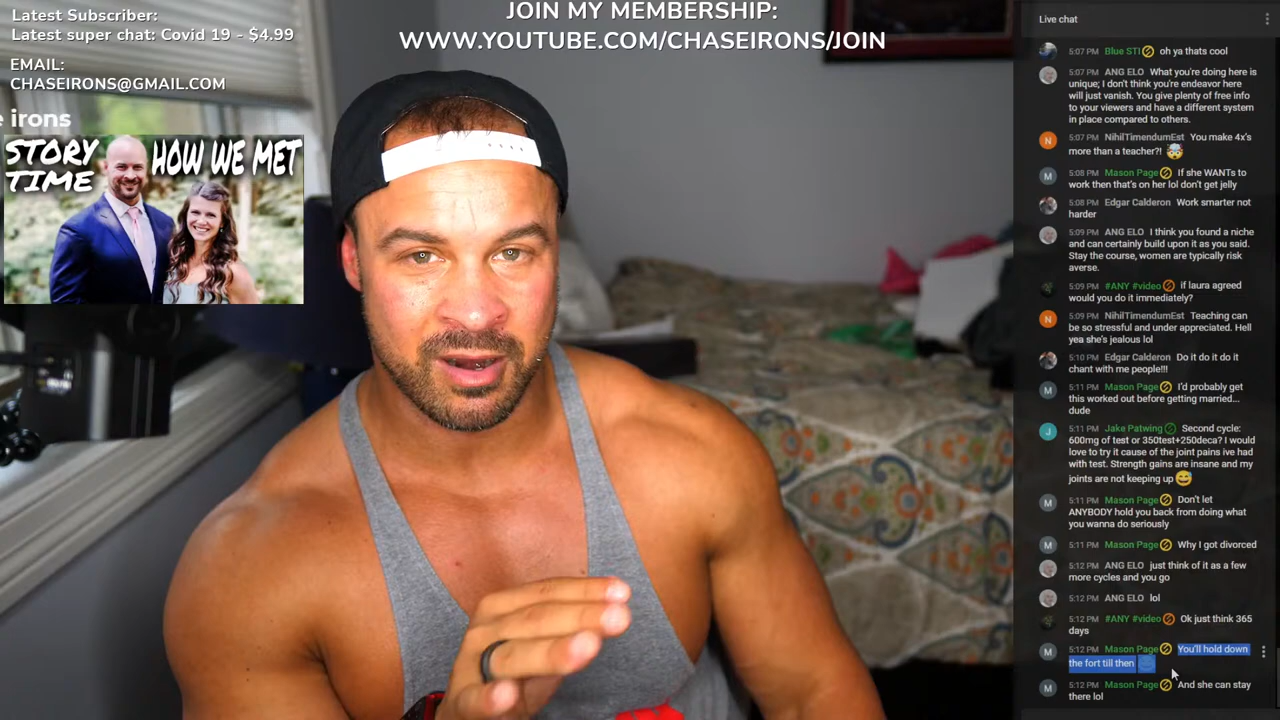 Latest Subscriber:
Latest super chat: Covid 19 - $4.99
EMAIL:
CHASEIRONS@GMAIL.COM
irons
STORY
TIME
HOW WE MET
JOIN MY MEMBERSHIP:
WWW.YOUTUBE.COM/CHASEIRONS/JOIN
Live chat
5:07 PM Blue STI oh ya thats cool
5:07 PM ANG ELO What you're doing here is
unique; I don't think you're endeavor here
will just vanish. You give plenty of free info
to your viewers and have a different system
in place compared to others.
N
5:07 PM NihilTimendumEst You make 4x's
more than a teacher?!
M
5:08 PM Mason Page If she WANTs to
work then that's on her lol don't get jelly
5:08 PM Edgar Calderon Work smarter not
harder
5:09 PM ANG ELO I think you found a niche
and can certainly build upon it as you said.
Stay the course, women are typically risk
averse.
5:09 PM #ANY #video if laura agreed
would you do it immediately?
N
5:09 PM NihilTimendumEst Teaching can
be so stressful and under appreciated. Hell
yea she's jealous lol
5:10 PM Edgar Calderon Do it do it do it
chant with me people!!!
M
5:11 PM Mason Page I'd probably get
this worked out before getting married...
dude
J
5:11 PM Jake Patwing Second cycle:
600mg of test or 350test+250deca? I would
love to try it cause of the joint pains ive had
with test. Strength gains are insane and my
joints are not keeping up
M
5:11 PM Mason Page Don't let
ANYBODY hold you back from doing what
you wanna do seriously
M
5:11 PM Mason Page Why I got divorced
5:12 PM ANG ELO just think of it as a few
more cycles and you go
5:12 PM ANG ELO lol
5:12 PM #ANY #video Ok just think 365
days
M
5:12 PM Mason Page You'll hold down
the fort till then
M
5:12 PM Mason Page And she can stay
there lol